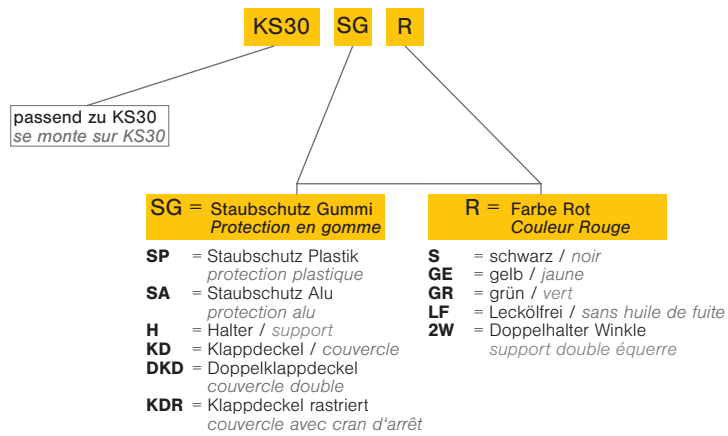 KS30 SG R
passend zu KS30
se monte sur KS30
SG = Staubschutz Gummi
Protection en gomme
SP = Staubschutz Plastik
protection plastique
SA = Staubschutz Alu
protection alu
H = Halter / support
KD = Klappdeckel / couvercle
DKD = Doppelklappdeckel
couvercle double
KDR = Klappdeckel rastriert
couvercle avec cran d‘arrêt
R = Farbe Rot
Couleur Rouge
S = schwarz / noir
GE = gelb / jaune
GR = grün / vert
LF = Leckölfrei / sans huile de fuite
2W = Doppelhalter Winkle
support double équerre